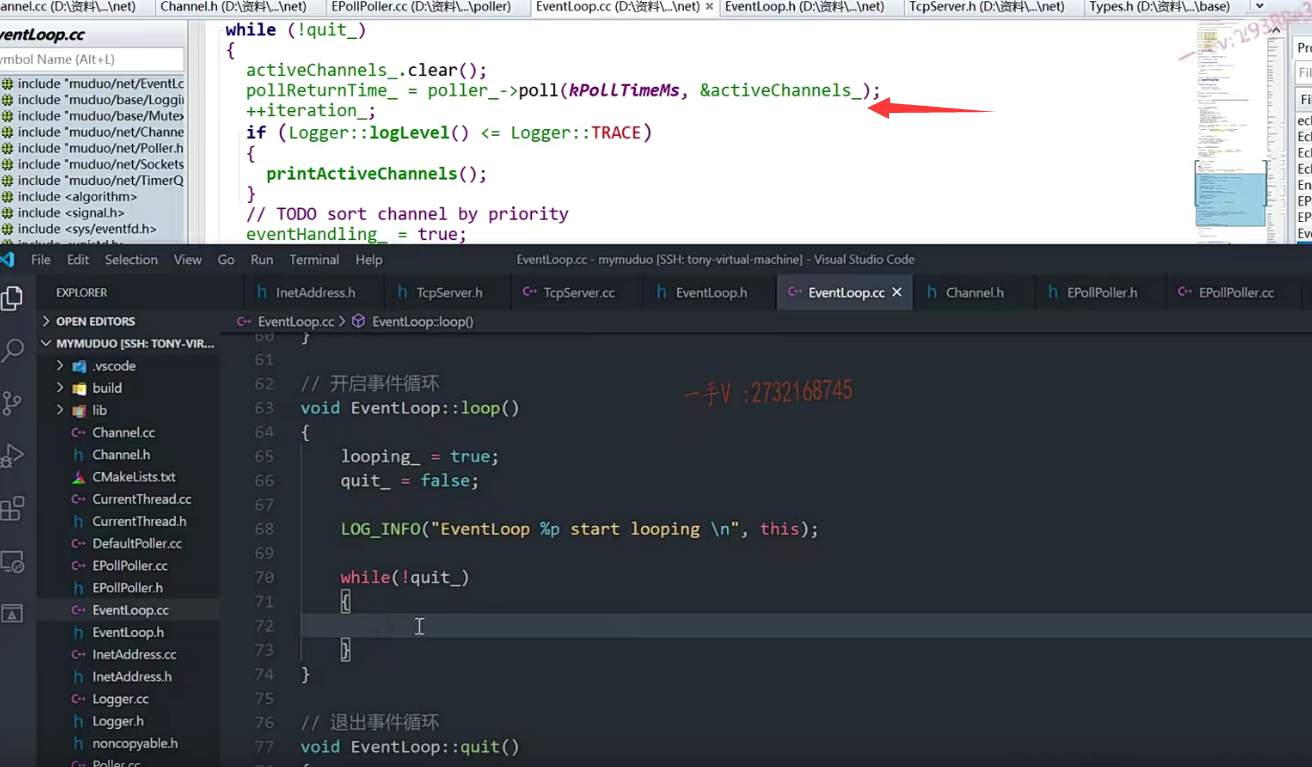 annel.cc (D:\资料\...\net) Channel.h (D:\资料\...\net) EPollPoller.cc (D:\资料\...\poller) EventLoop.cc (D:\资料\...\net) × EventLoop.h (D:\资料\...\net) TcpServer.h (D:\资料\...\net) Types.h (D:\资料\...\base)
entLoop.cc
ymbol Name (Alt+L)
include "muduo/net/EventLc
include "muduo/base/Loggin
include "muduo/base/Mutex
include "muduo/net/Channe
include "muduo/net/Poller.h
include "muduo/net/Sockets
include "muduo/net/TimerQ
include <algorithm>
include <signal.h>
include <sys/eventfd.h>
while (!quit_)
{
activeChannels_.clear();
pollReturnTime_ = poller_->poll(kPollTimeMs, &activeChannels_);
++iteration_;
if (Logger::logLevel() <= Logger::TRACE)
{
printActiveChannels();
}
// TODO sort channel by priority
eventHandling_ = true;
File Edit Selection View Go Run Terminal Help
EventLoop.cc - mymuduo [SSH: tony-virtual-machine] - Visual Studio Code
EXPLORER
InetAddress.h TcpServer.h TcpServer.cc EventLoop.h EventLoop.cc × Channel.h EPollPoller.h EPollPoller.cc
OPEN EDITORS
MYMUDUO [SSH: TONY-VIR...
.vscode
build
lib
Channel.cc
Channel.h
CMakeLists.txt
CurrentThread.cc
CurrentThread.h
DefaultPoller.cc
EPollPoller.cc
EPollPoller.h
EventLoop.cc
EventLoop.h
InetAddress.cc
InetAddress.h
Logger.cc
Logger.h
noncopyable.h
Poller.cc
EventLoop.cc > EventLoop::loop()
60 }
61
62 // 开启事件循环
63 void EventLoop::loop()
64 {
65 looping_ = true;
66 quit_ = false;
67
68 LOG_INFO("EventLoop %p start looping \n", this);
69
70 while(!quit_)
71 {
72
73 }
74 }
75
76 // 退出事件循环
77 void EventLoop::quit()
一手V :2732168745